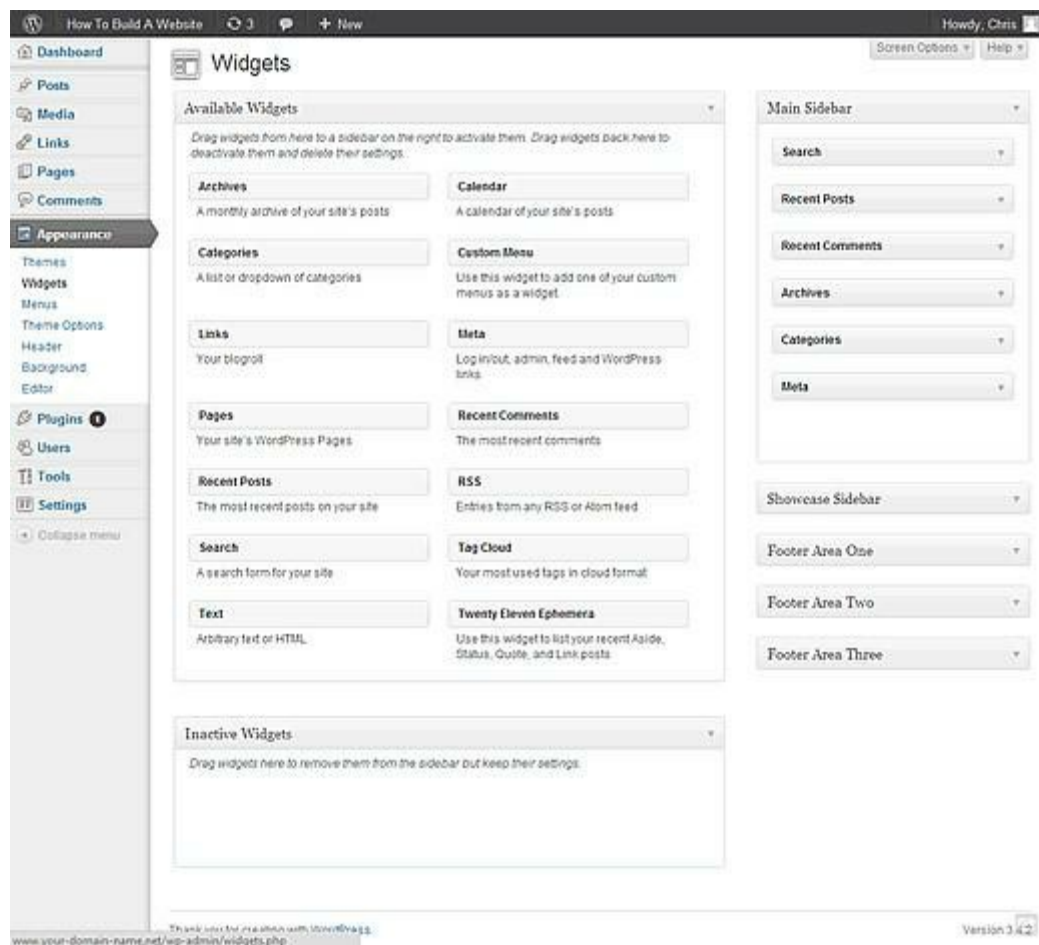 How To Build A Website 3 + New Howdy, Chris
Dashboard
Posts
Media
Links
Pages
Comments
Appearance
Themes
Widgets
Menus
Theme Options
Header
Background
Editor
Plugins
Users
Tools
Settings
Collapse menu
Widgets
Screen Options Help
Available Widgets
Drag widgets from here to a sidebar on the right to activate them. Drag widgets back here to
deactivate them and delete their settings.
Archives
A monthly archive of your site's posts
Calendar
A calendar of your site's posts
Categories
A list or dropdown of categories
Custom Menu
Use this widget to add one of your custom
menus as a widget.
Links
Your blogroll
Meta
Log in/out, admin, feed and WordPress
links
Pages
Your site's WordPress Pages
Recent Comments
The most recent comments
Recent Posts
The most recent posts on your site
RSS
Entries from any RSS or Atom feed
Search
A search form for your site
Tag Cloud
Your most used tags in cloud format
Text
Arbitrary text or HTML
Twenty Eleven Ephemera
Use this widget to list your recent Aside,
Status, Quote, and Link posts
Inactive Widgets
Drag widgets here to remove them from the sidebar but keep their settings.
Main Sidebar
Search
Recent Posts
Recent Comments
Archives
Categories
Meta
Showcase Sidebar
Footer Area One
Footer Area Two
Footer Area Three
Thank you for creating with WordPress.
Version 3.4.2
www.your-domain-name.net/wp-admin/widgets.php